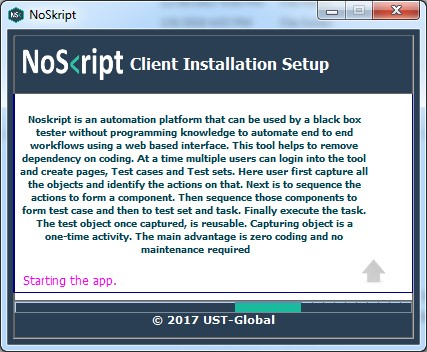 NoSkript
NoS<ript Client Installation Setup
Noskript is an automation platform that can be used by a black box
tester without programming knowledge to automate end to end
workflows using a web based interface. This tool helps to remove
dependency on coding. At a time multiple users can login into the tool
and create pages, Test cases and Test sets. Here user first capture all
the objects and identify the actions on that. Next is to sequence the
actions to form a component. Then sequence those components to
form test case and then to test set and task. Finally execute the task.
The test object once captured, is reusable. Capturing object is a
one-time activity. The main advantage is zero coding and no
maintenance required
Starting the app.
© 2017 UST-Global